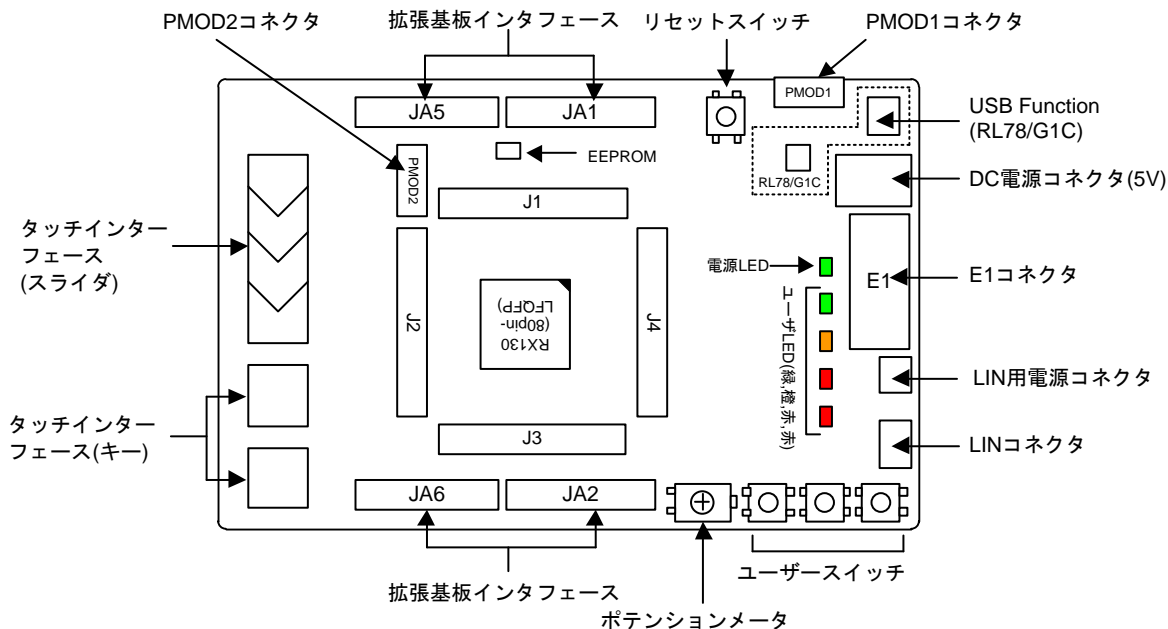 PMOD2コネクタ
拡張基板インタフェース
リセットスイッチ
PMOD1コネクタ
PMOD1
JA5
JA1
USB Function
(RL78/G1C)
EEPROM
PMOD2
RL78/G1C
DC電源コネクタ(5V)
J1
タッチインター
フェース
(スライダ)
電源LED
E1
E1コネクタ
ユーザLED(緑,橙,赤,赤)
J2
RX130
(80pin-
LFQFP)
J4
LIN用電源コネクタ
タッチインター
フェース(キー)
J3
LINコネクタ
JA6
JA2
ユーザースイッチ
拡張基板インタフェース
ポテンションメータ